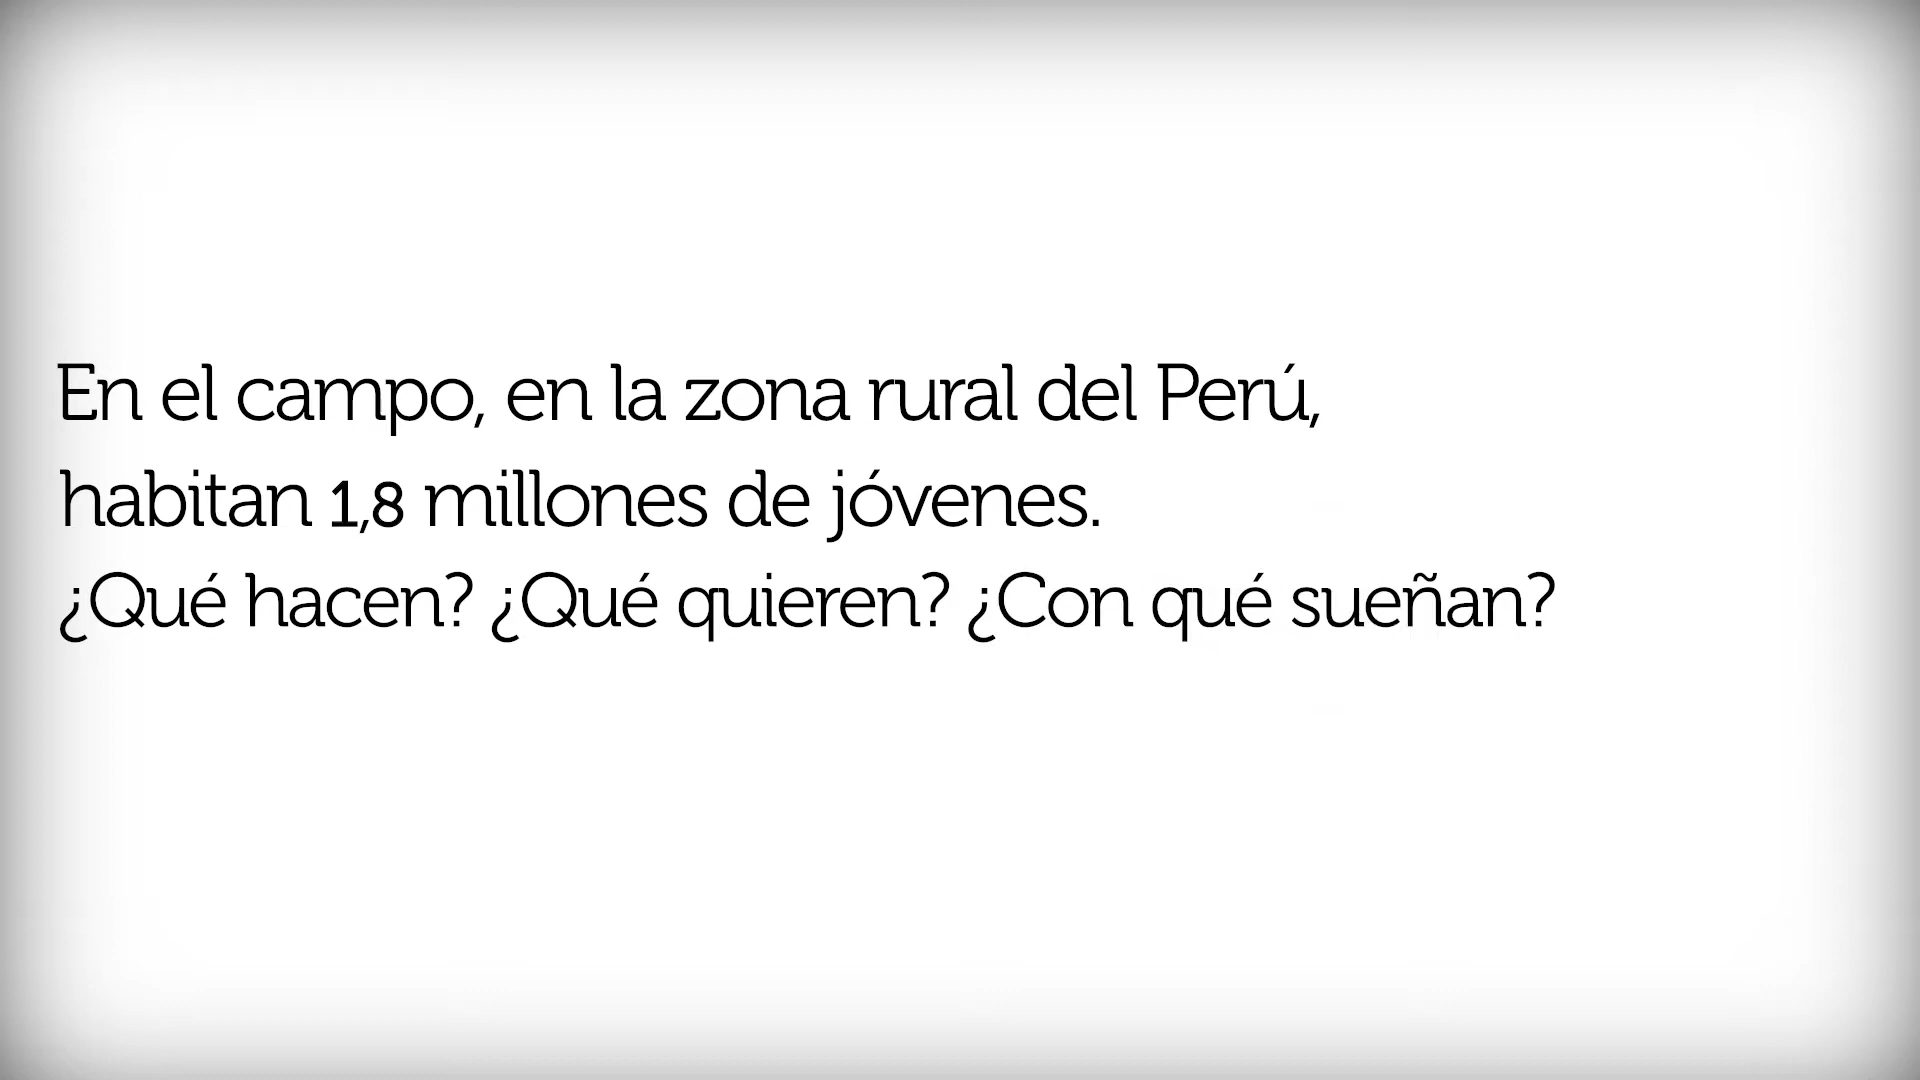 En el campo, en la zona rural del Perú,
habitan 1,8 millones de jóvenes.
¿Qué hacen? ¿Qué quieren? ¿Con qué sueñan?